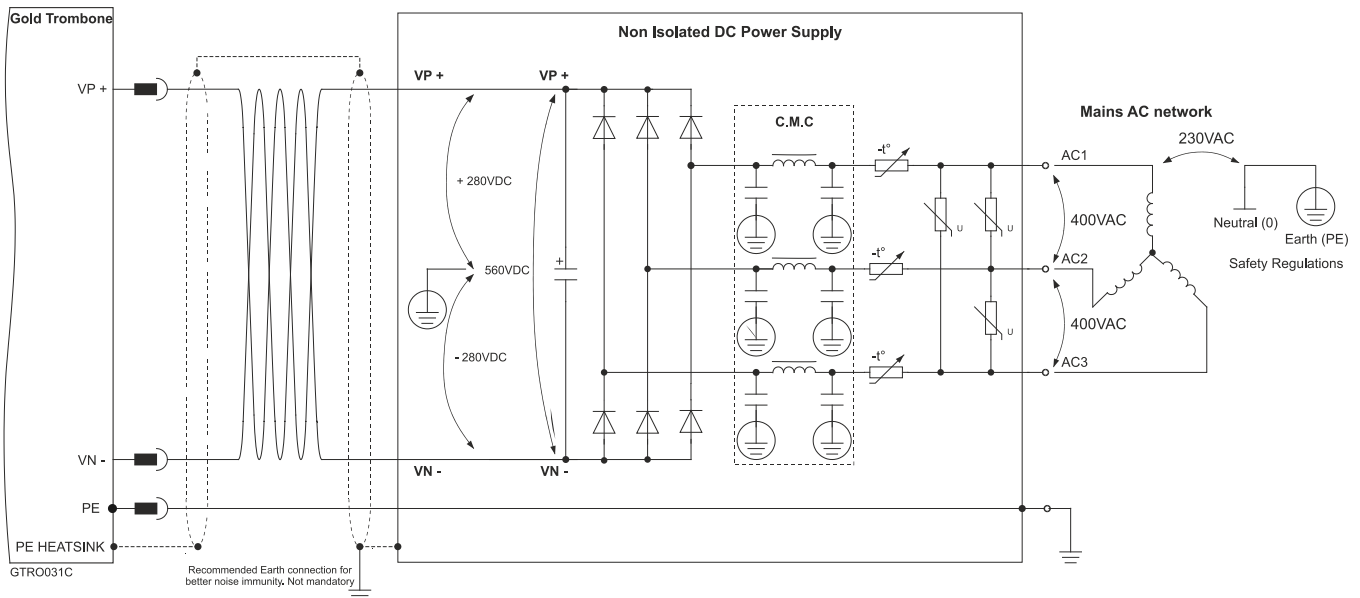 Gold Trombone
Non Isolated DC Power Supply
VP +
VP +
VP +
C.M.C
Mains AC network
230VAC
-t°
AC1
+ 280VDC
U
U
400VAC
Neutral (0)
Earth (PE)
Safety Regulations
-t°
AC2
+
560VDC
400VAC
U
- 280VDC
-t°
AC3
VN -
VN -
VN -
PE
PE HEATSINK
GTRO031C
Recommended Earth connection for
better noise immunity. Not mandatory